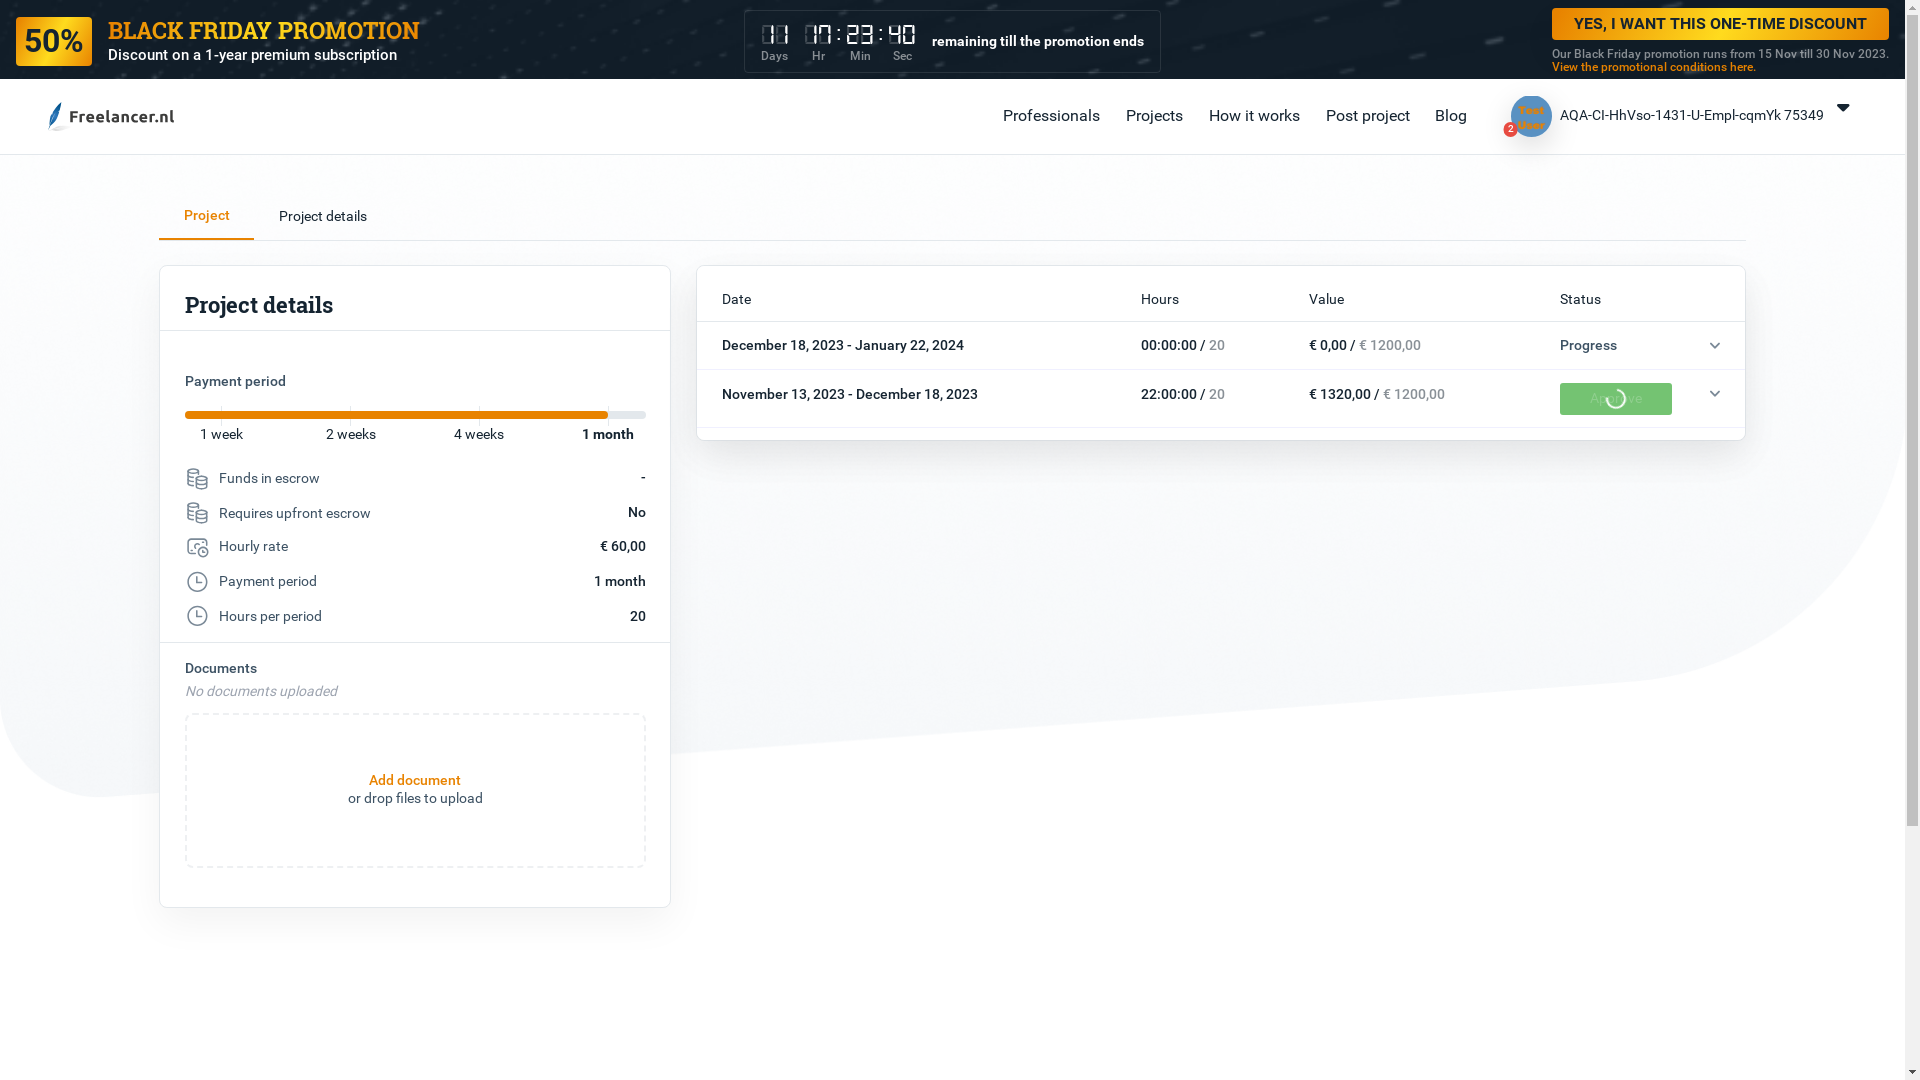 50%
BLACK FRIDAY PROMOTION
Discount on a 1-year premium subscription
11 17 : 23 : 40
Days Hr Min Sec
remaining till the promotion ends
YES, I WANT THIS ONE-TIME DISCOUNT
Our Black Friday promotion runs from 15 Nov till 30 Nov 2023.
View the promotional conditions here.
Freelancer.nl
Professionals Projects How it works Post project Blog
Test
User
2
AQA-CI-HhVso-1431-U-Empl-cqmYk 75349
Project Project details
Project details
Payment period
1 week 2 weeks 4 weeks 1 month
Funds in escrow -
Requires upfront escrow No
Hourly rate € 60,00
Payment period 1 month
Hours per period 20
Documents
No documents uploaded
Add document
or drop files to upload
Date Hours Value Status
December 18, 2023 - January 22, 2024 00:00:00 / 20 € 0,00 / € 1200,00 Progress
November 13, 2023 - December 18, 2023 22:00:00 / 20 € 1320,00 / € 1200,00 Approve